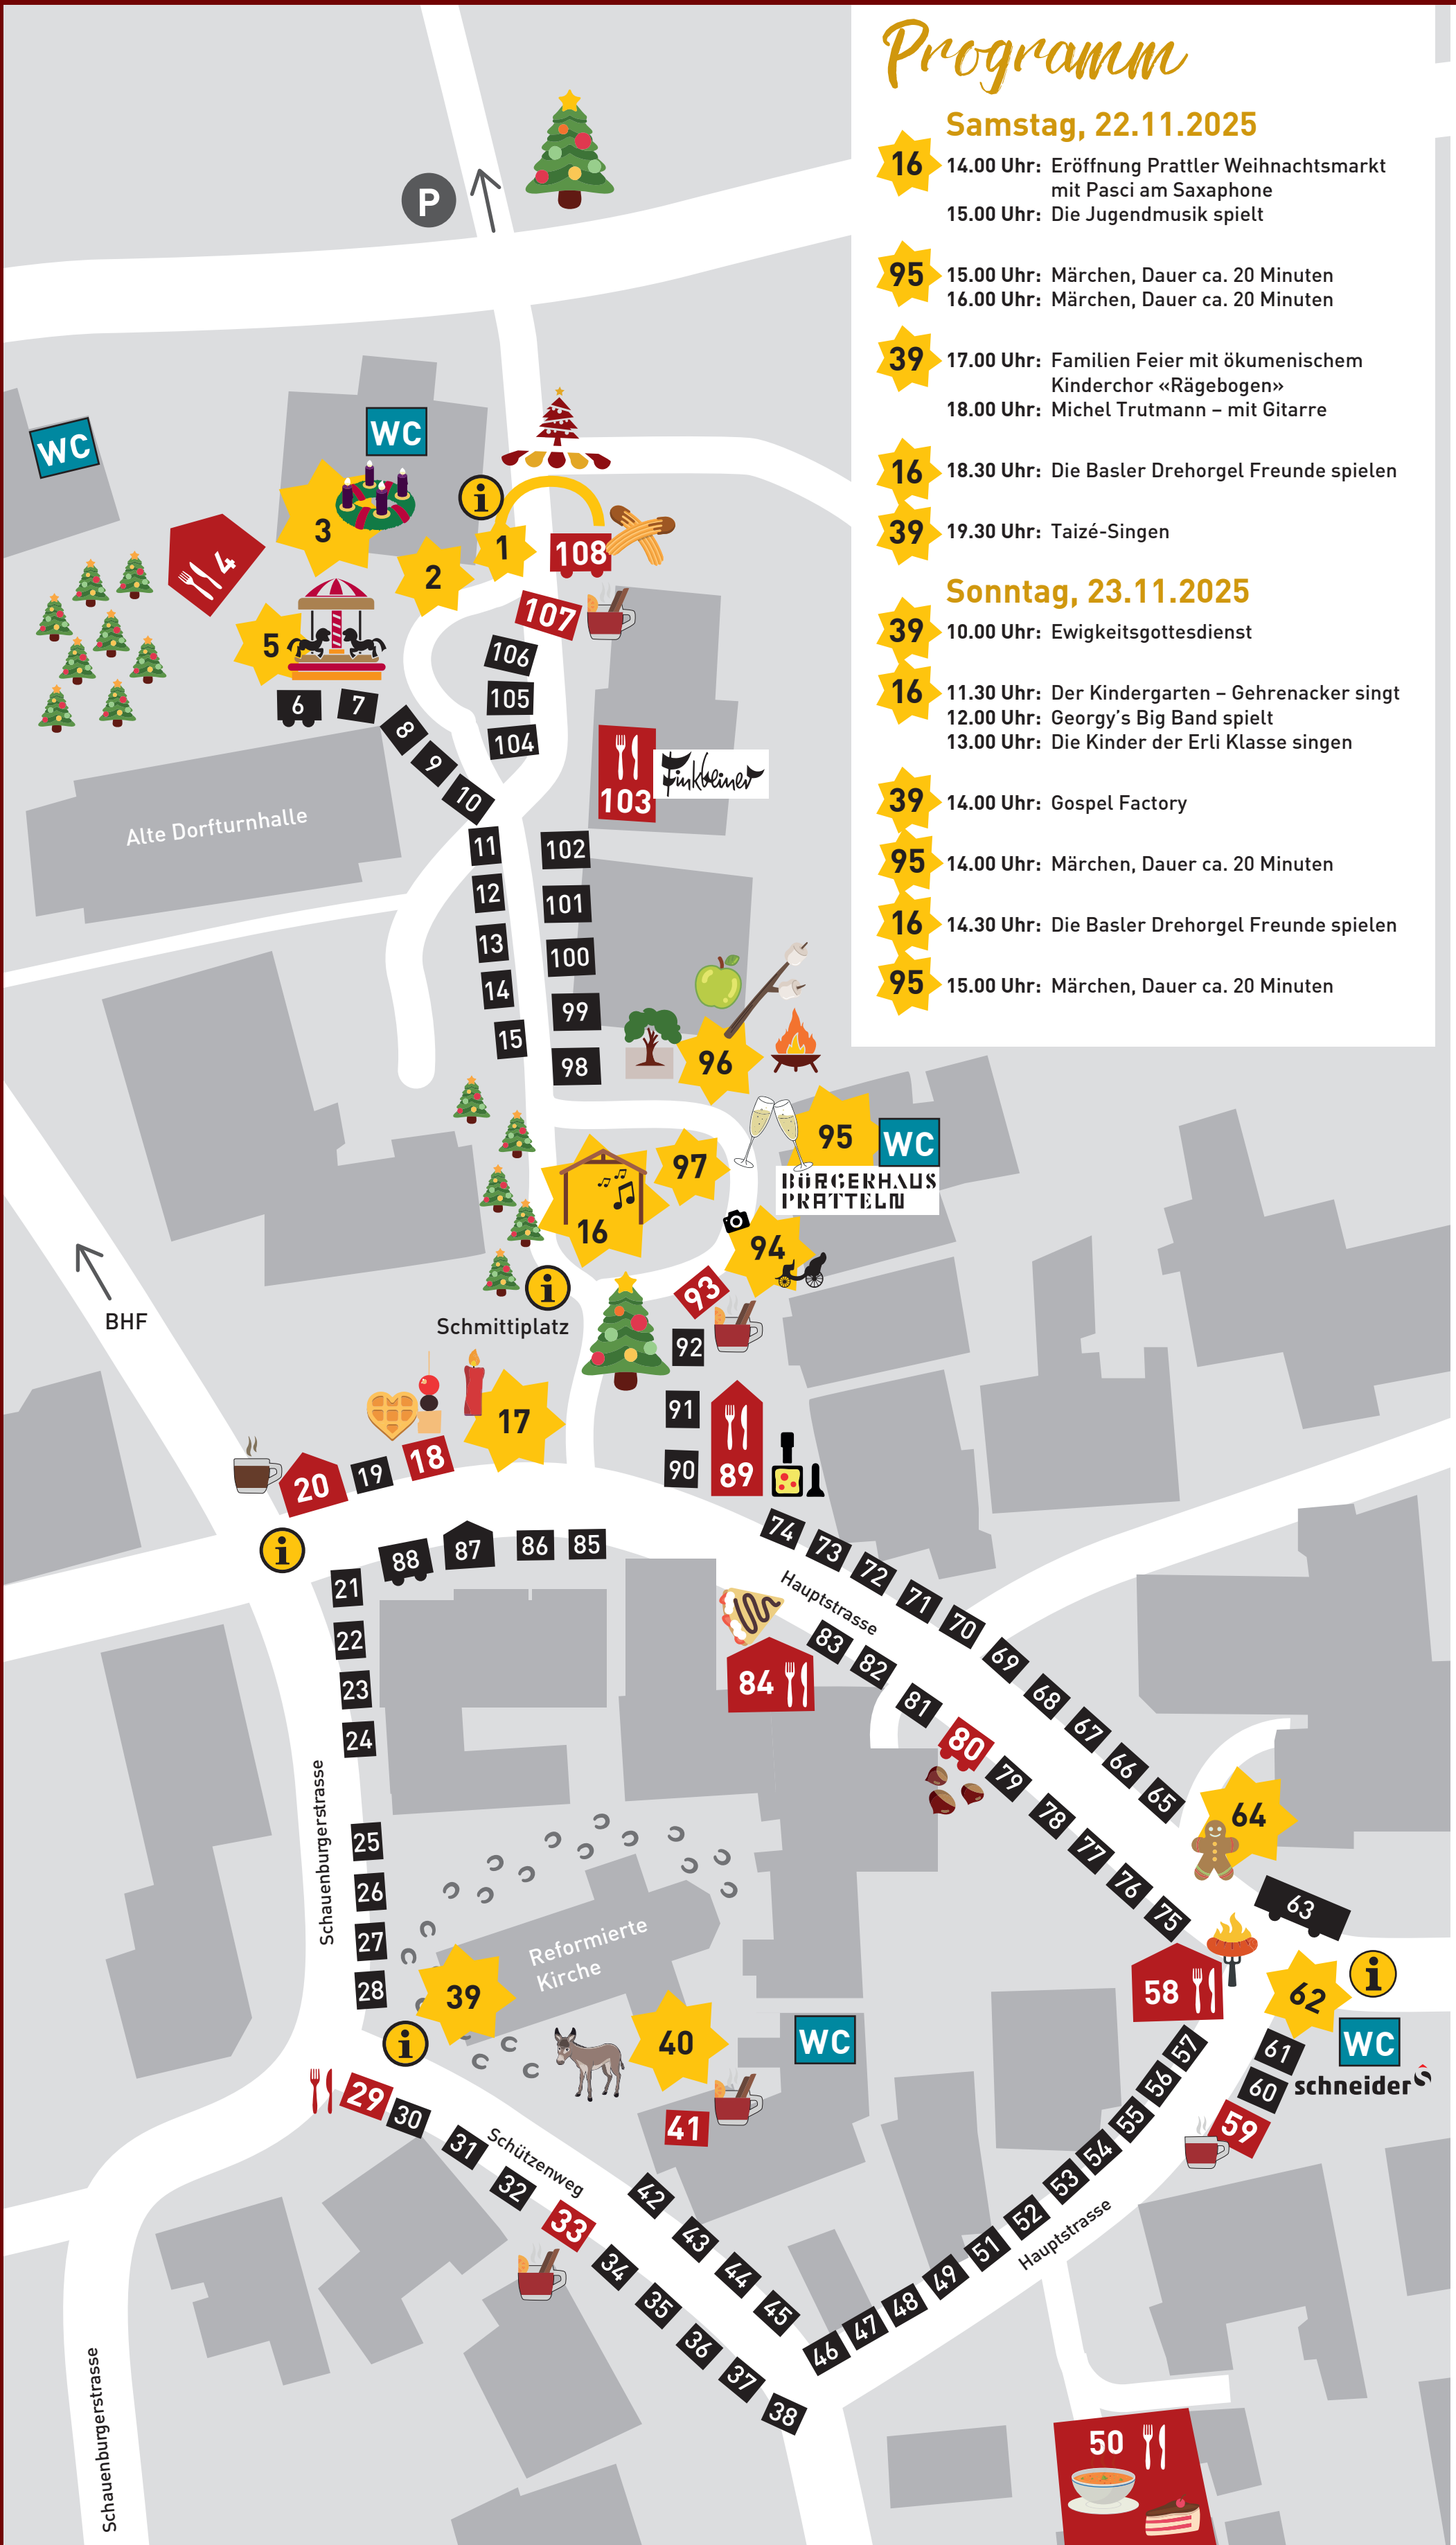 Programm
Samstag, 22.11.2025
16
14.00 Uhr: Eröffnung Prattler Weihnachtsmarkt
mit Pasci am Saxaphone
15.00 Uhr: Die Jugendmusik spielt
95
15.00 Uhr: Märchen, Dauer ca. 20 Minuten
16.00 Uhr: Märchen, Dauer ca. 20 Minuten
39
17.00 Uhr: Familien Feier mit ökumenischem
Kinderchor «Rägebogen»
18.00 Uhr: Michel Trutmann – mit Gitarre
16
18.30 Uhr: Die Basler Drehorgel Freunde spielen
39
19.30 Uhr: Taizé-Singen
Sonntag, 23.11.2025
39
10.00 Uhr: Ewigkeitsgottesdienst
16
11.30 Uhr: Der Kindergarten – Gehrenacker singt
12.00 Uhr: Georgy's Big Band spielt
13.00 Uhr: Die Kinder der Erli Klasse singen
39
14.00 Uhr: Gospel Factory
95
14.00 Uhr: Märchen, Dauer ca. 20 Minuten
16
14.30 Uhr: Die Basler Drehorgel Freunde spielen
95
15.00 Uhr: Märchen, Dauer ca. 20 Minuten
P
WC
WC
i
3
1
108
2
4
107
5
106
6
7
105
8
104
9
103
Finkbeiner
10
Alte Dorfturnhalle
11
102
12
101
13
100
14
99
15
98
96
95
WC
BÜRGERHAUS
PRATTELN
97
16
94
i
93
BHF
Schmittiplatz
92
91
17
90
89
18
19
20
i
74
73
72
71
70
69
68
67
66
65
88
87
86
85
Hauptstrasse
21
22
23
24
83
82
84
81
80
79
78
77
76
75
64
63
Schauenburgerstrasse
25
26
27
28
Reformierte
Kirche
39
40
WC
i
58
62
i
WC
61
60
schneider
59
57
56
55
54
53
52
51
49
48
47
46
Hauptstrasse
29
30
31
Schützenweg
32
33
34
35
36
37
38
41
42
43
44
45
50
Schauenburgerstrasse